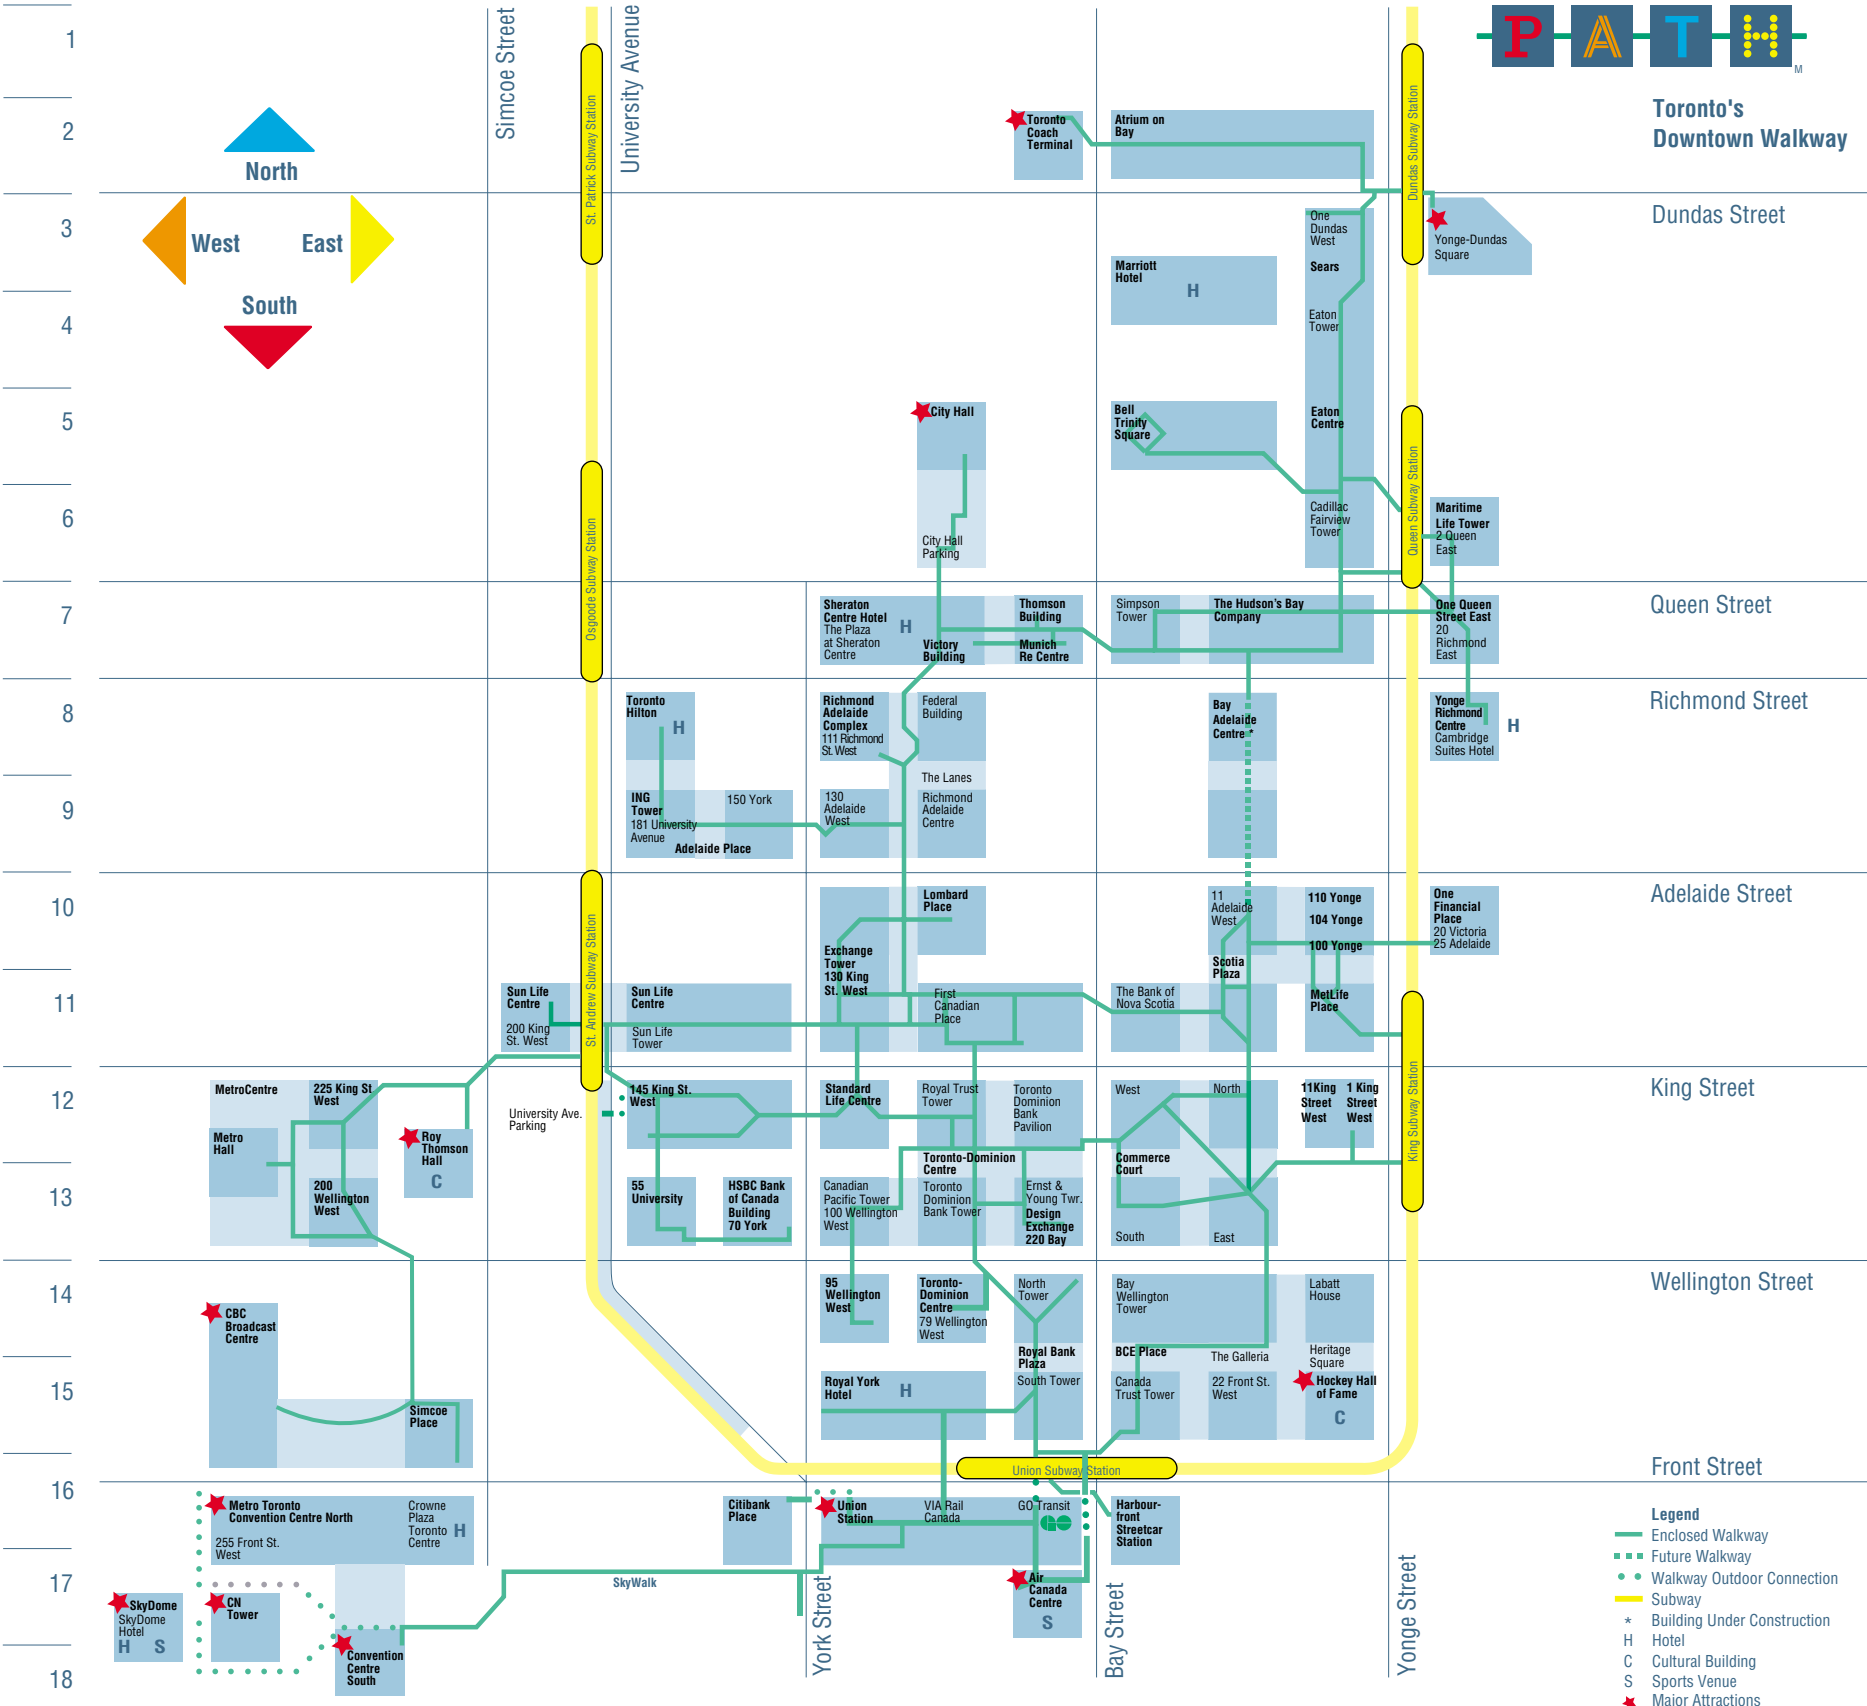 P A T H
M
Toronto's
Downtown Walkway
1
2
3
4
5
6
7
8
9
10
11
12
13
14
15
16
17
18
North
West
East
South
Simcoe Street
University Avenue
York Street
Bay Street
Yonge Street
Dundas Street
Queen Street
Richmond Street
Adelaide Street
King Street
Wellington Street
Front Street
St. Patrick Subway Station
Osgoode Subway Station
St. Andrew Subway Station
Dundas Subway Station
Queen Subway Station
King Subway Station
Union Subway Station
Toronto
Coach
Terminal
Atrium on
Bay
One
Dundas
West
Sears
Yonge-Dundas
Square
Marriott
Hotel
H
Eaton
Tower
City Hall
Bell
Trinity
Square
Eaton
Centre
City Hall
Parking
Cadillac
Fairview
Tower
Maritime
Life Tower
2 Queen
East
Sheraton
Centre Hotel
The Plaza
at Sheraton
Centre
H
Victory
Building
Thomson
Building
Munich
Re Centre
Simpson
Tower
The Hudson's Bay
Company
One Queen
Street East
20
Richmond
East
Toronto
Hilton
H
Richmond
Adelaide
Complex
111 Richmond
St. West
Federal
Building
Bay
Adelaide
Centre *
Yonge
Richmond
Centre
Cambridge
Suites Hotel
H
The Lanes
ING
Tower
181 University
Avenue
150 York
Adelaide Place
130
Adelaide
West
Richmond
Adelaide
Centre
Lombard
Place
11
Adelaide
West
110 Yonge
104 Yonge
100 Yonge
One
Financial
Place
20 Victoria
25 Adelaide
Exchange
Tower
130 King
St. West
Scotia
Plaza
Sun Life
Centre
200 King
St. West
Sun Life
Centre
Sun Life
Tower
First
Canadian
Place
The Bank of
Nova Scotia
MetLife
Place
MetroCentre
225 King St
West
University Ave.
Parking
145 King St.
West
Standard
Life Centre
Royal Trust
Tower
Toronto
Dominion
Bank
Pavilion
West
North
11King
Street
West
1 King
Street
West
Metro
Hall
Roy
Thomson
Hall
C
Toronto-Dominion
Centre
Commerce
Court
200
Wellington
West
55
University
HSBC Bank
of Canada
Building
70 York
Canadian
Pacific Tower
100 Wellington
West
Toronto
Dominion
Bank Tower
Ernst &
Young Twr.
Design
Exchange
220 Bay
South
East
CBC
Broadcast
Centre
95
Wellington
West
Toronto-
Dominion
Centre
79 Wellington
West
North
Tower
Bay
Wellington
Tower
Labatt
House
Royal Bank
Plaza
BCE Place
The Galleria
Heritage
Square
Simcoe
Place
Royal York
Hotel
H
South Tower
Canada
Trust Tower
22 Front St.
West
Hockey Hall
of Fame
C
Metro Toronto
Convention Centre North
255 Front St.
West
Crowne
Plaza
Toronto
Centre
H
Citibank
Place
Union
Station
VIA Rail
Canada
GO Transit
GO
Harbour-
front
Streetcar
Station
SkyWalk
SkyDome
SkyDome
Hotel
H S
CN
Tower
Convention
Centre
South
Air
Canada
Centre
S
Legend
Enclosed Walkway
Future Walkway
Walkway Outdoor Connection
Subway
* Building Under Construction
H Hotel
C Cultural Building
S Sports Venue
Major Attractions